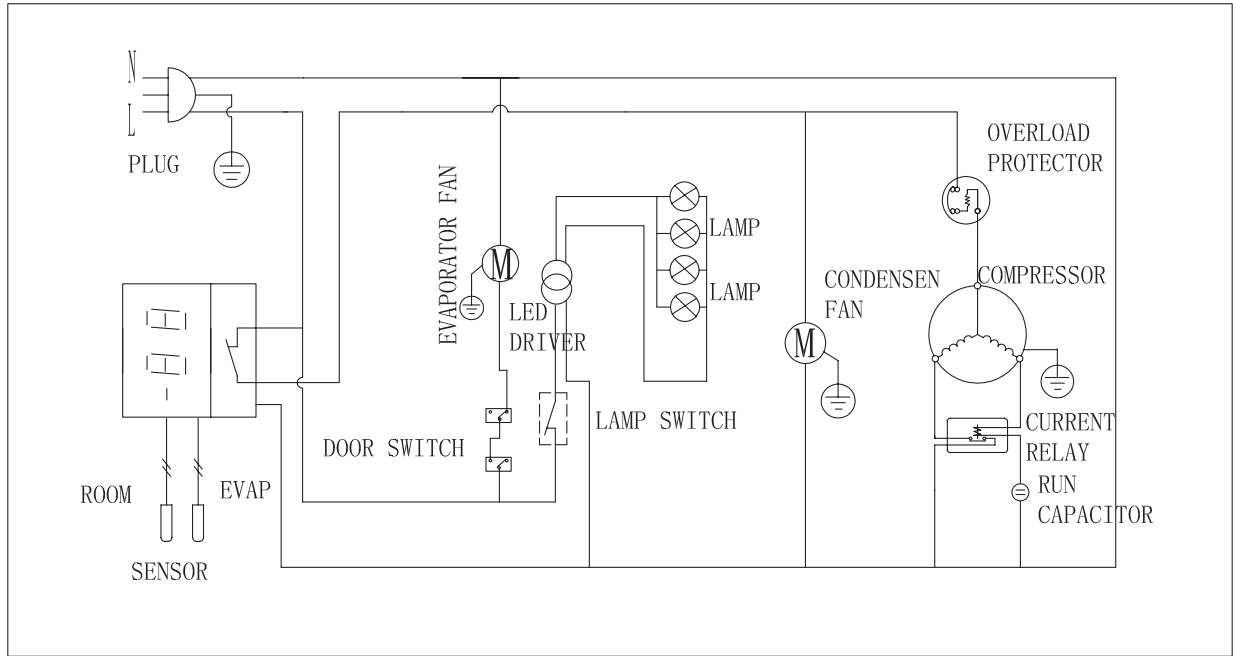 N
L
PLUG
EVAPORATOR FAN
M
LED
DRIVER
LAMP
LAMP
OVERLOAD
PROTECTOR
CONDENSEN
FAN
M
COMPRESSOR
DOOR SWITCH
LAMP SWITCH
CURRENT
RELAY
RUN
CAPACITOR
ROOM
EVAP
SENSOR